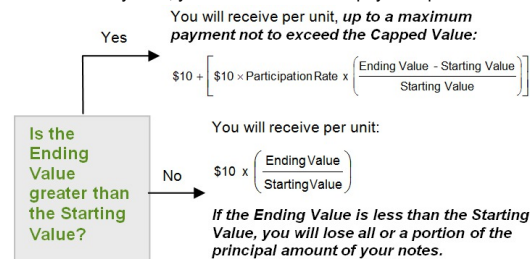 You will receive per unit, up to a maximum
payment not to exceed the Capped Value:
Yes
$10 + [ $10 × Participation Rate x ( Ending Value - Starting Value
Starting Value ) ]
Is the
Ending
Value
greater than
the Starting
Value?
No
You will receive per unit:
$10 x ( Ending Value
Starting Value )
If the Ending Value is less than the Starting
Value, you will lose all or a portion of the
principal amount of your notes.